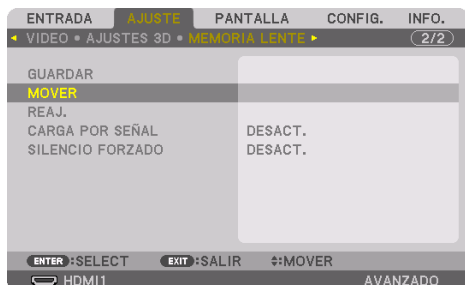 ENTRADA AJUSTE PANTALLA CONFIG. INFO.
VIDEO • AJUSTES 3D • MEMORIA LENTE 2/2
GUARDAR
MOVER
REAJ.
CARGA POR SEÑAL DESACT.
SILENCIO FORZADO DESACT.
ENTER :SELECT EXIT :SALIR :MOVER
HDMI1 AVANZADO